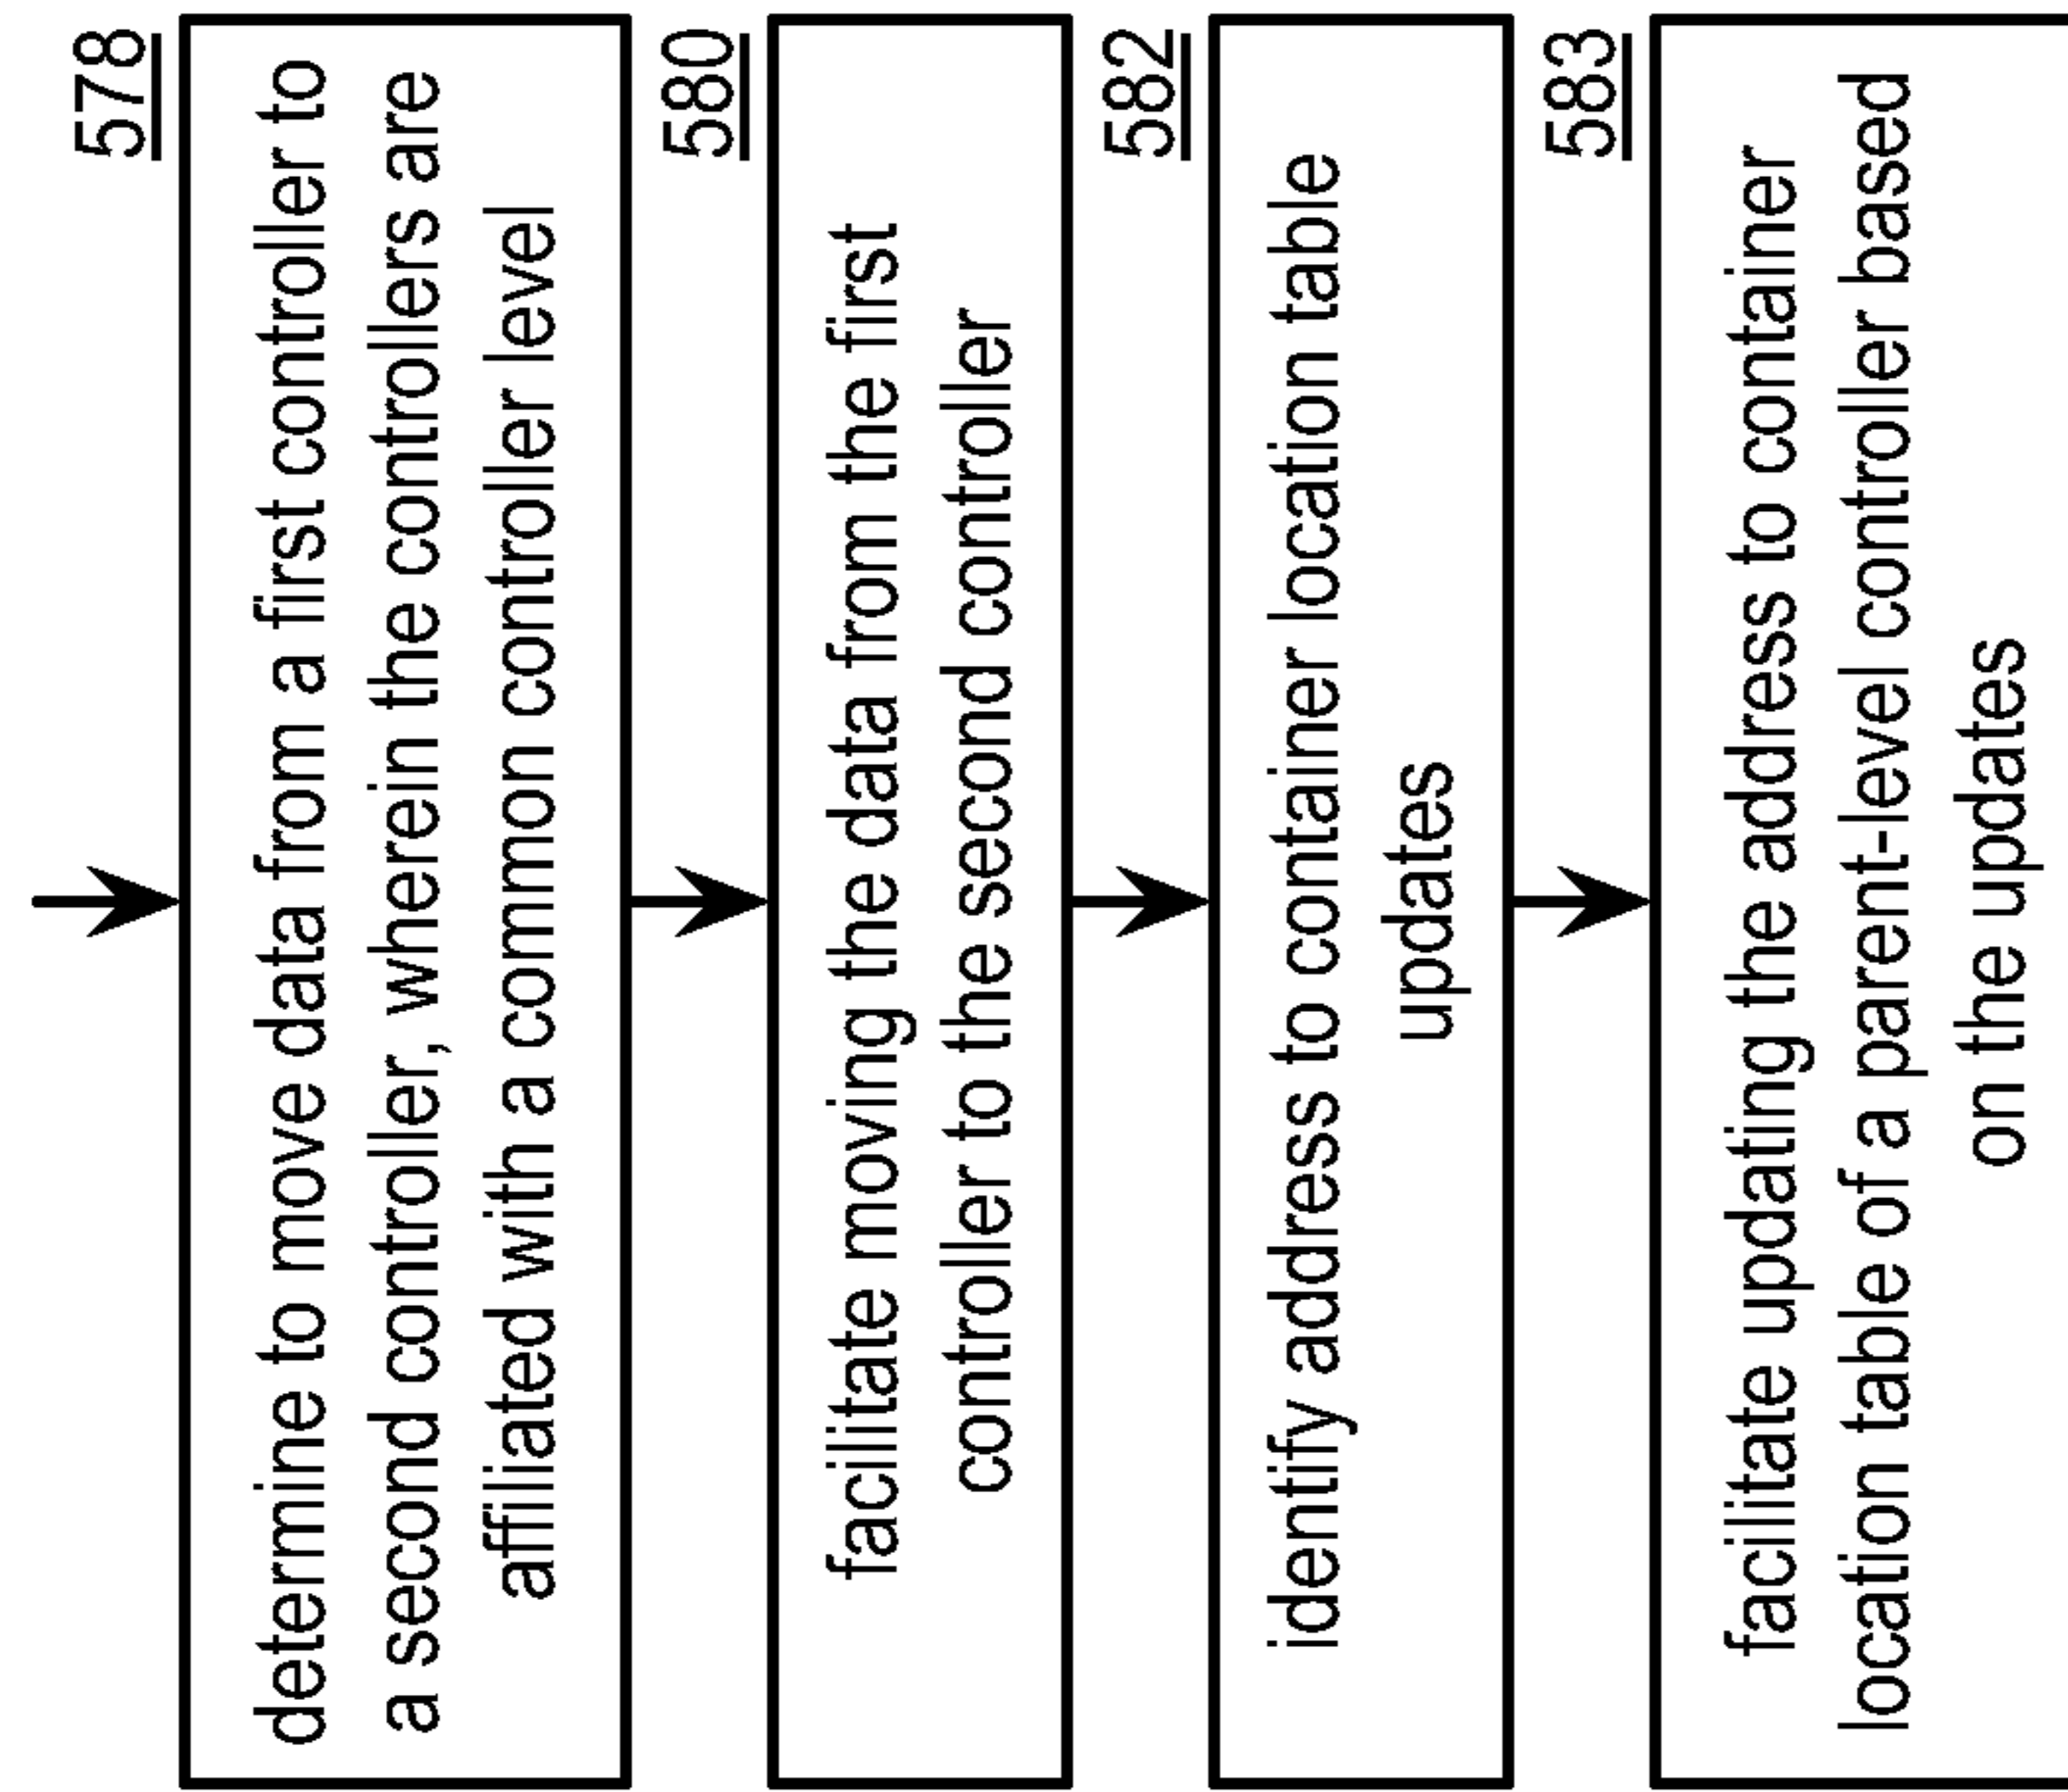 578
determine to move data from a first controller to
a second controller, wherein the controllers are
affiliated with a common controller level
580
facilitate moving the data from the first
controller to the second controller
582
identify address to container location table
updates
583
facilitate updating the address to container
location table of a parent-level controller based
on the updates